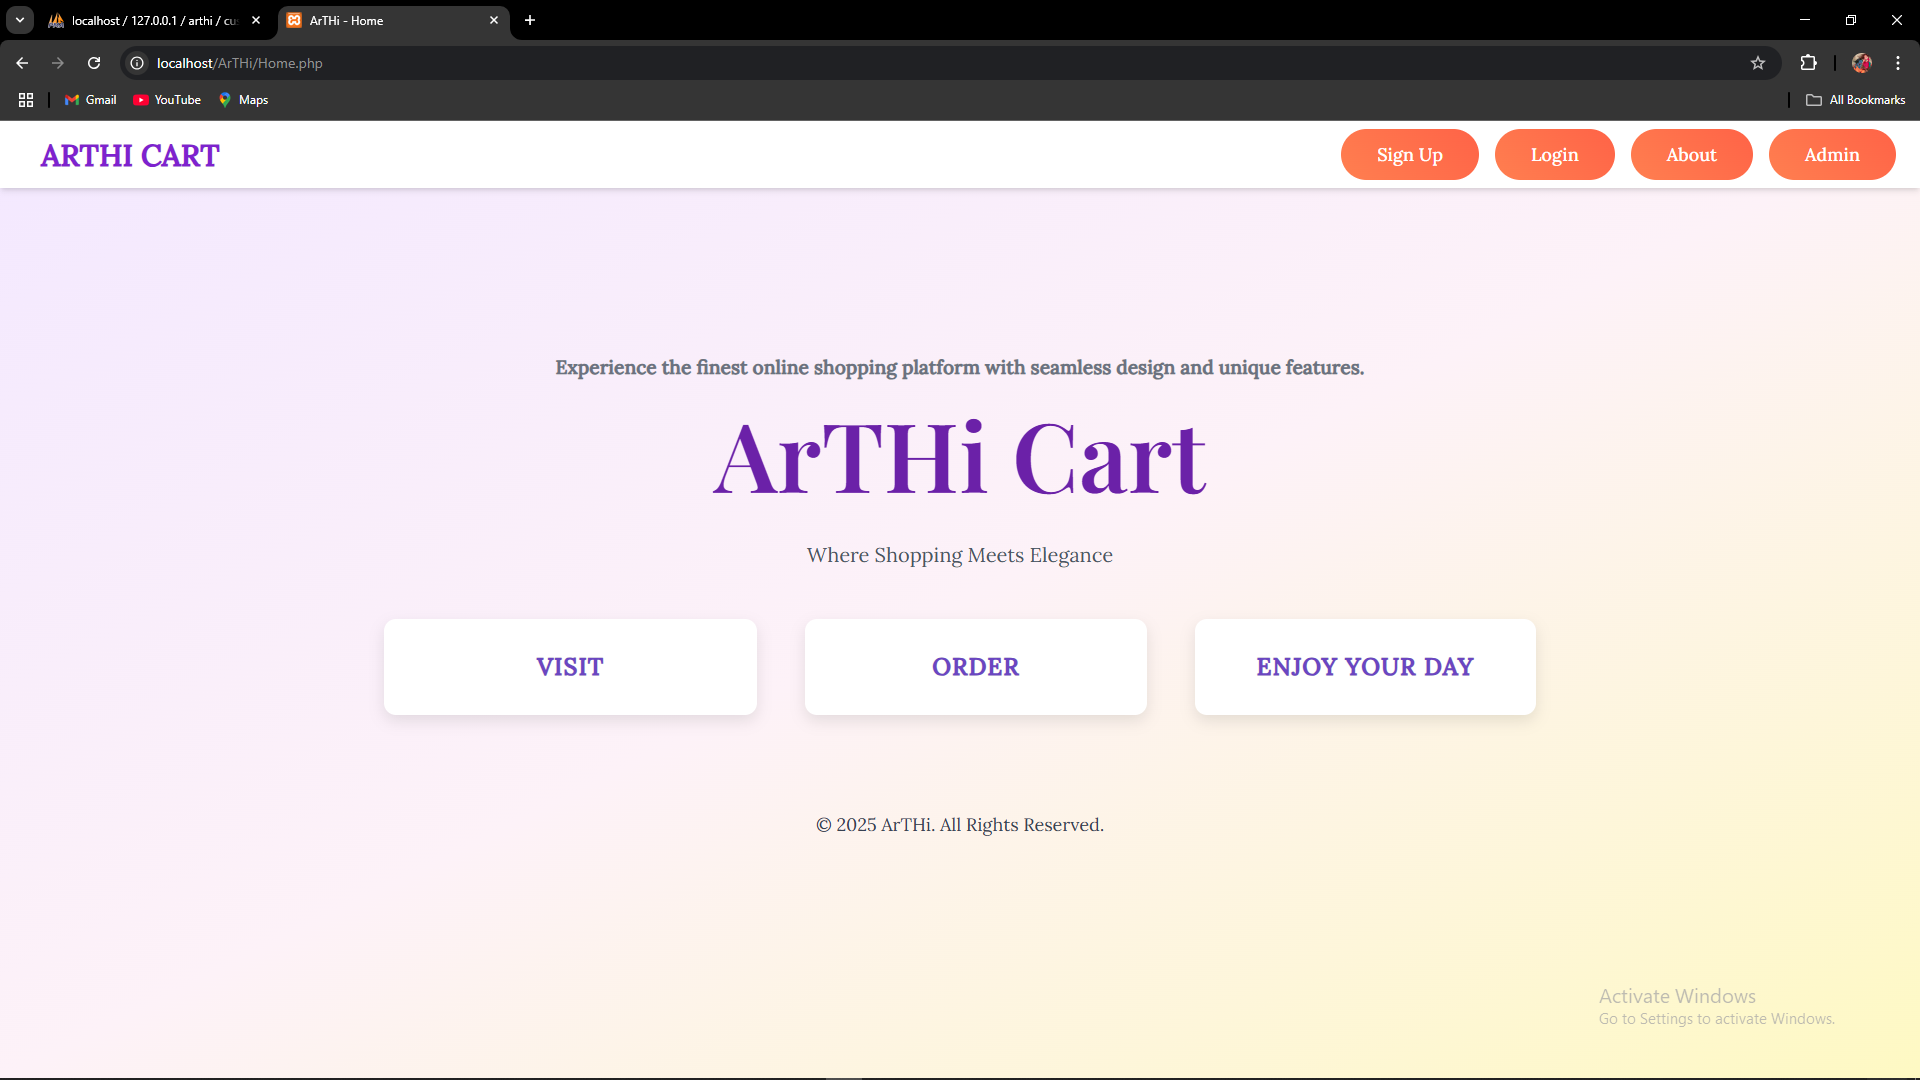 localhost / 127.0.0.1 / arthi / cu
ArTHi - Home
localhost/ArTHi/Home.php
Gmail
YouTube
Maps
All Bookmarks
ARTHI CART
Sign Up
Login
About
Admin
Experience the finest online shopping platform with seamless design and unique features.
ArTHi Cart
Where Shopping Meets Elegance
VISIT
ORDER
ENJOY YOUR DAY
© 2025 ArTHi. All Rights Reserved.
Activate Windows
Go to Settings to activate Windows.